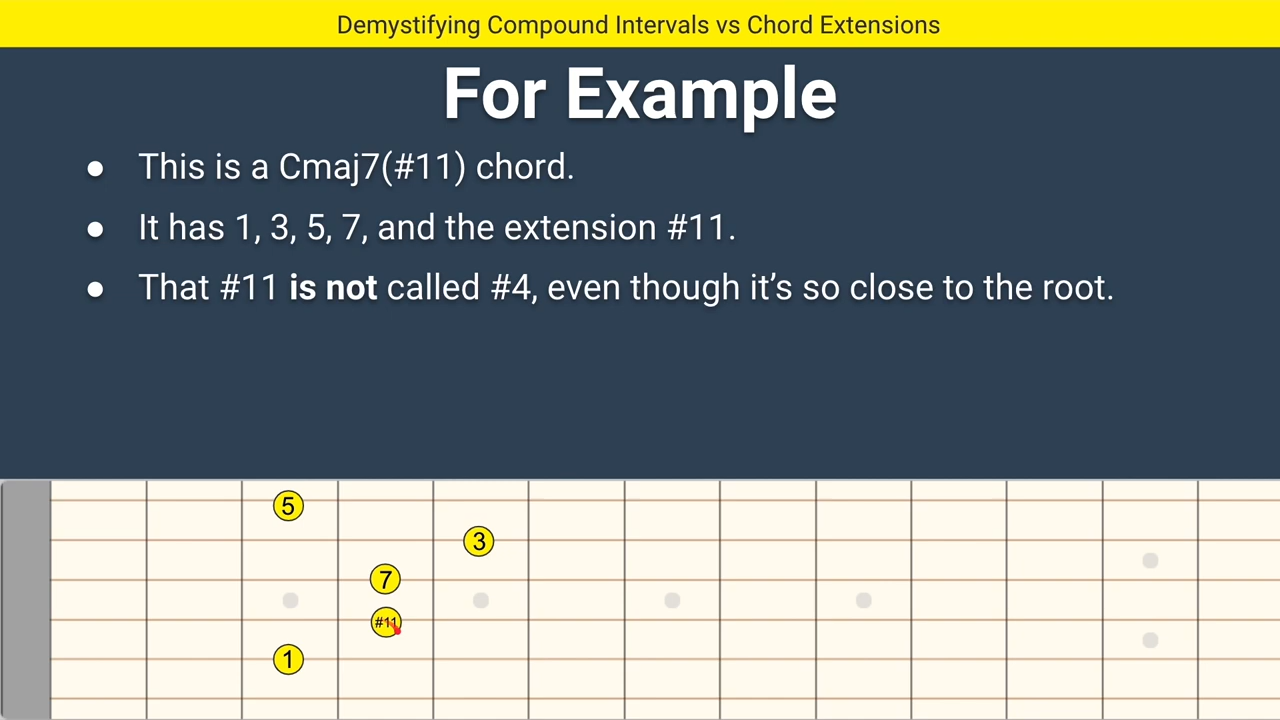 Demystifying Compound Intervals vs Chord Extensions
For Example
● This is a Cmaj7(#11) chord.
● It has 1, 3, 5, 7, and the extension #11.
● That #11 is not called #4, even though it’s so close to the root.
5
3
7
#11
1